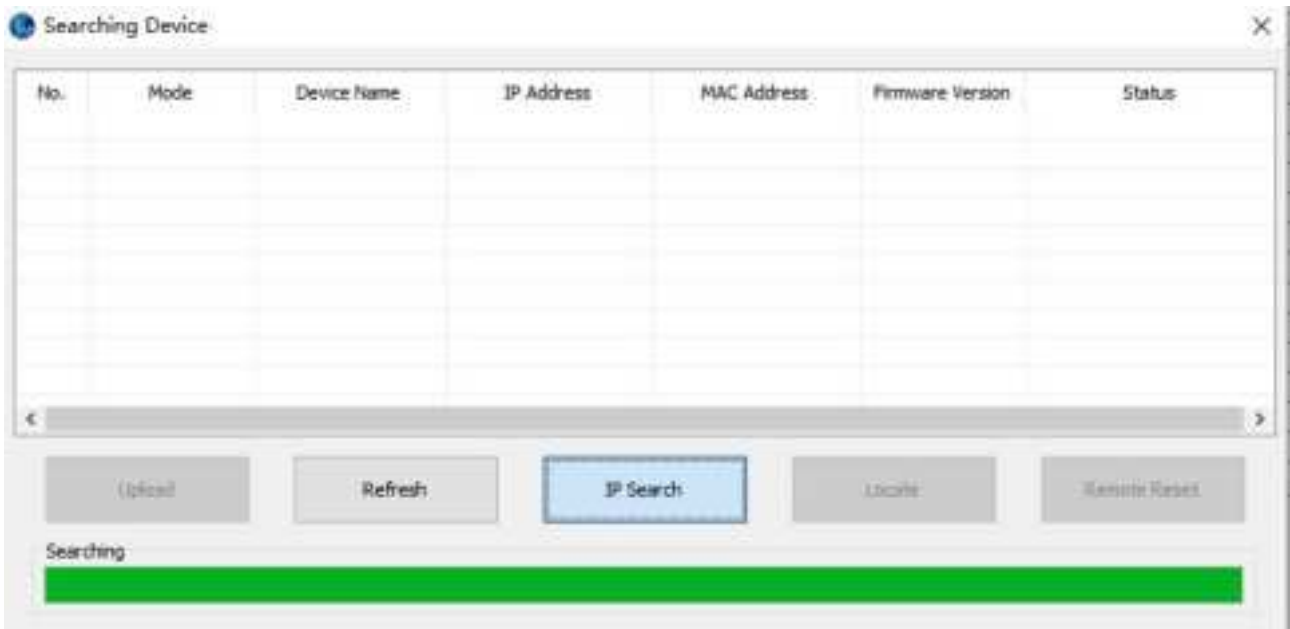 Searching Device
No. Mode Device Name IP Address MAC Address Firmware Version Status
Upload Refresh IP Search Locate Remote Reset
Searching